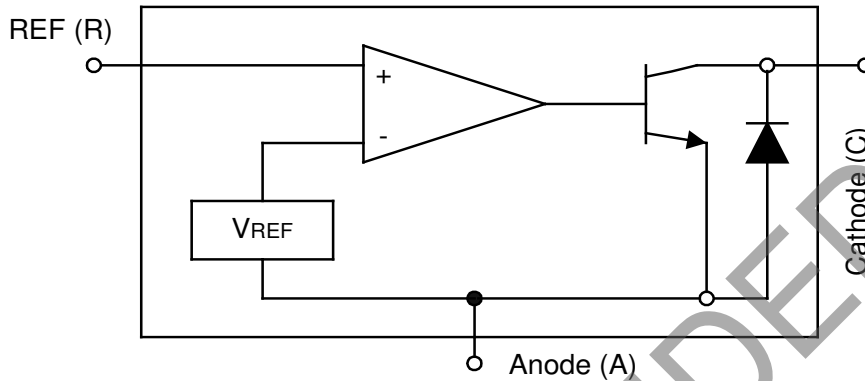 REF (R)
+
-
VREF
Cathode (C)
Anode (A)